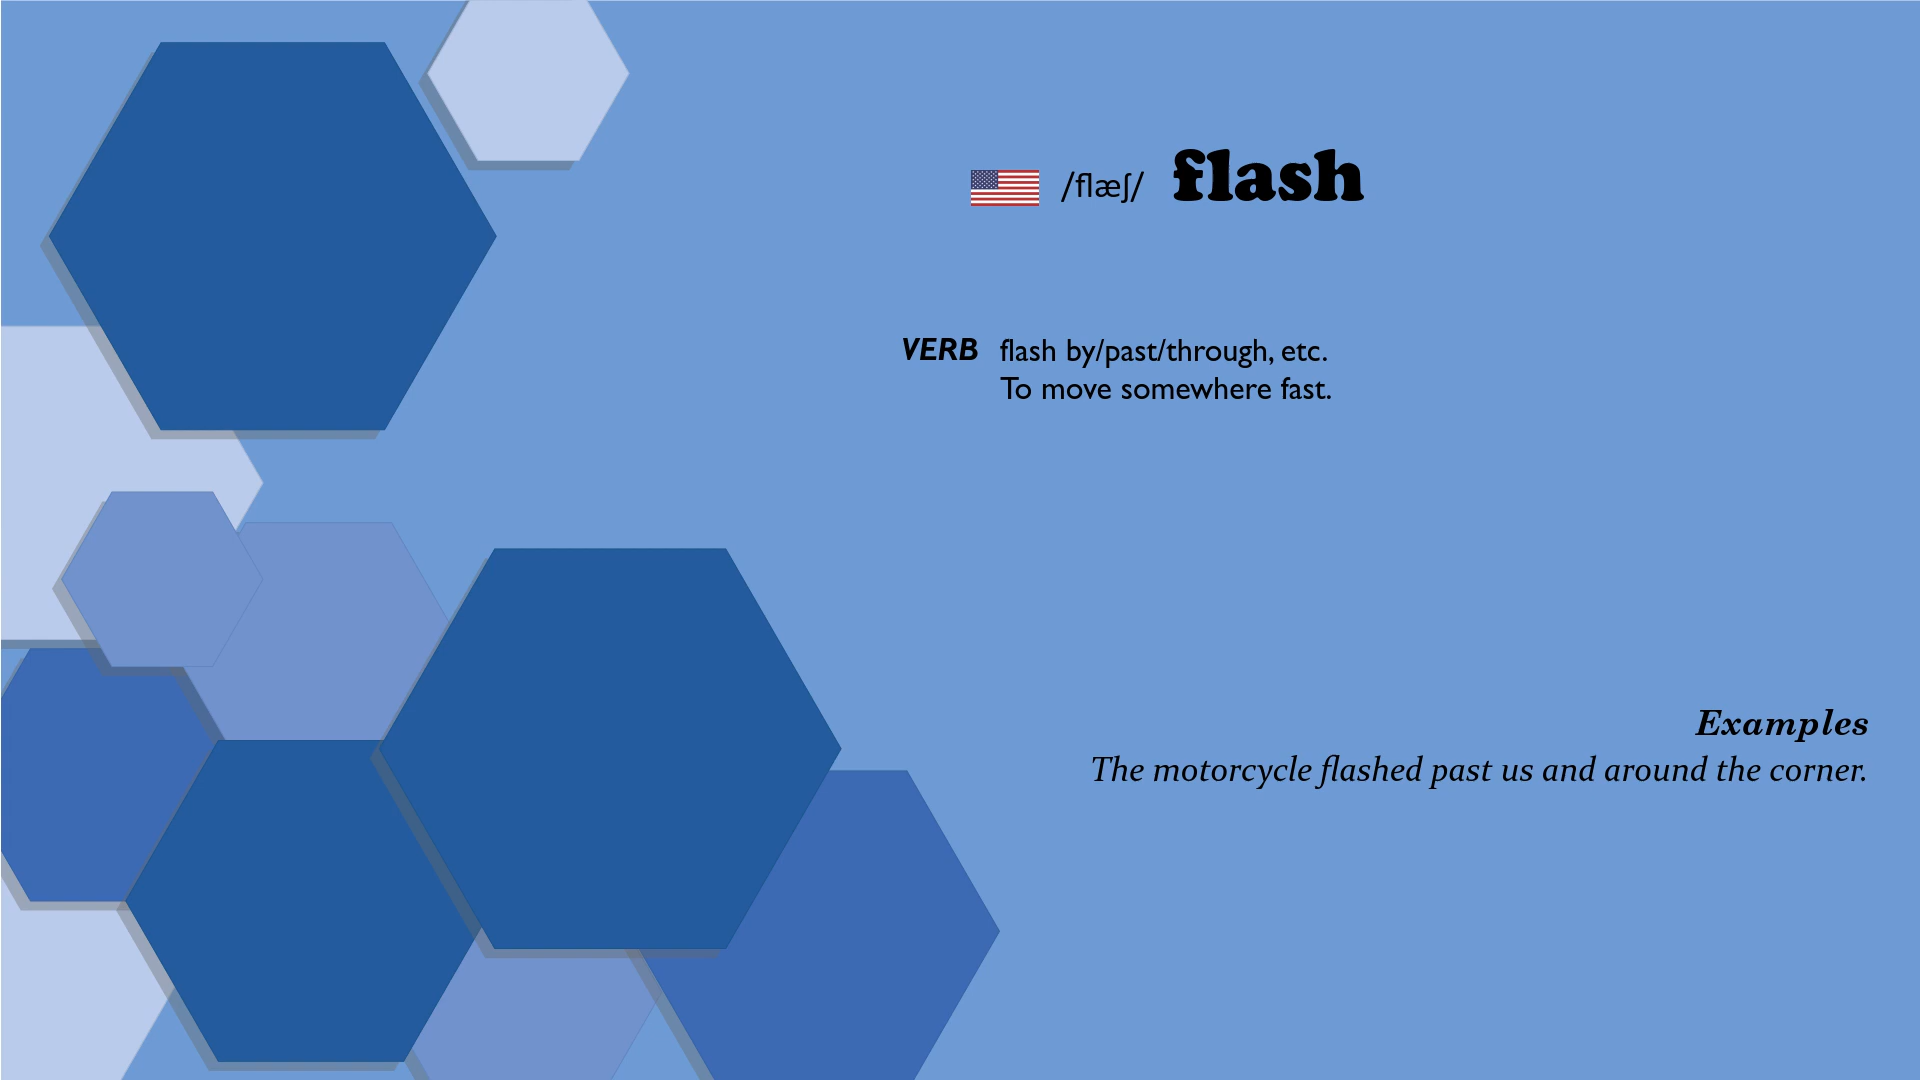 /flæʃ/ flash
VERB flash by/past/through, etc.
To move somewhere fast.
Examples
The motorcycle flashed past us and around the corner.